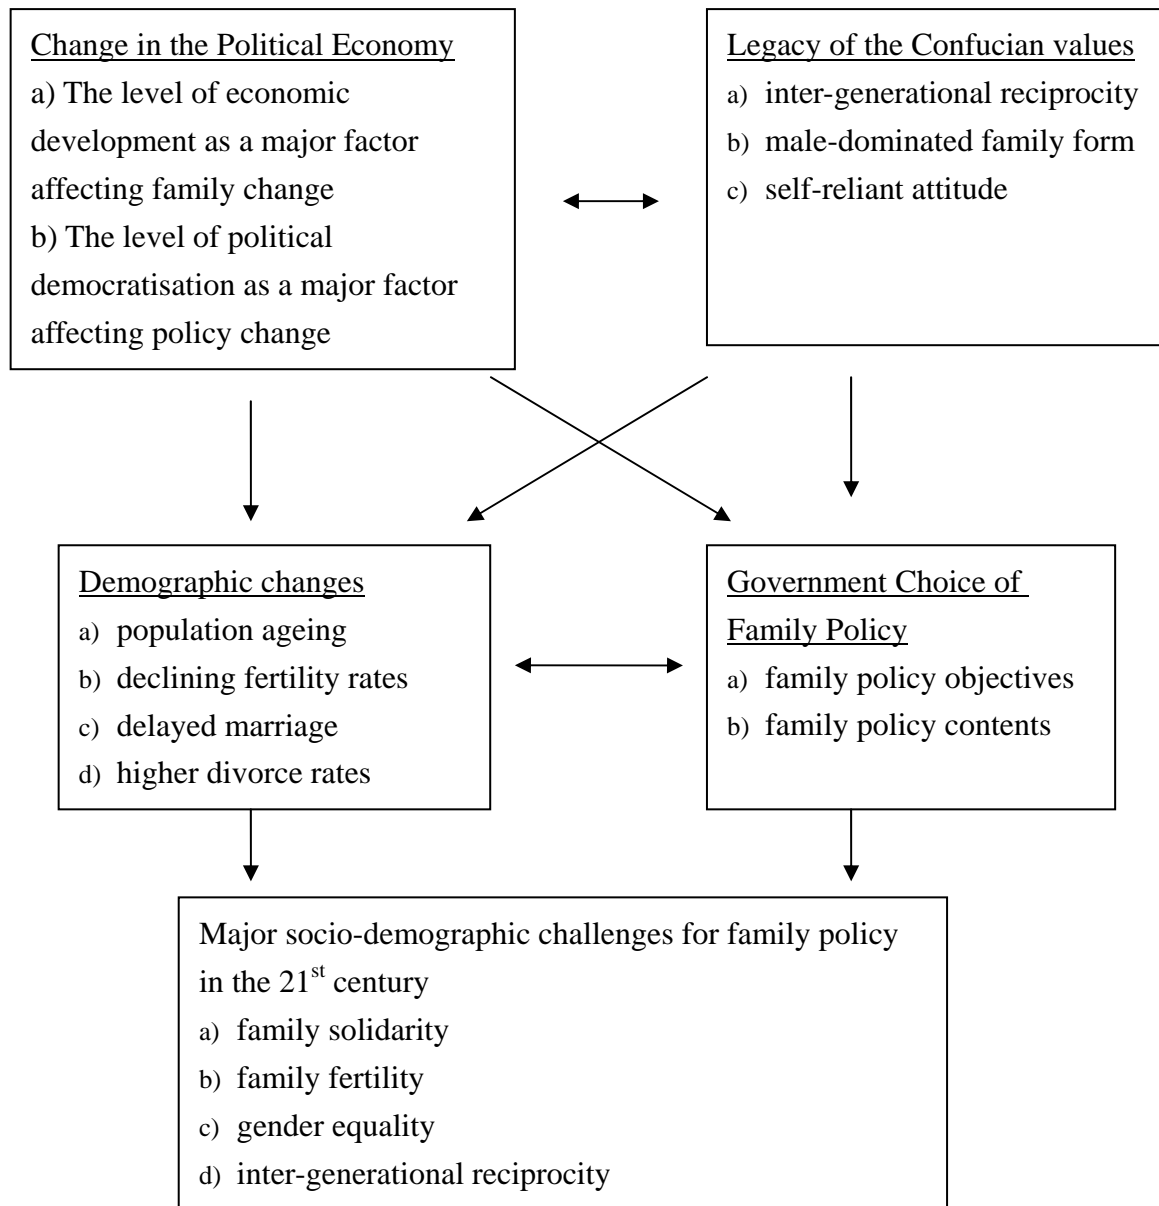 Change in the Political Economy
a) The level of economic
development as a major factor
affecting family change
b) The level of political
democratisation as a major factor
affecting policy change
Legacy of the Confucian values
a) inter-generational reciprocity
b) male-dominated family form
c) self-reliant attitude
Demographic changes
a) population ageing
b) declining fertility rates
c) delayed marriage
d) higher divorce rates
Government Choice of
Family Policy
a) family policy objectives
b) family policy contents
Major socio-demographic challenges for family policy
in the 21st century
a) family solidarity
b) family fertility
c) gender equality
d) inter-generational reciprocity